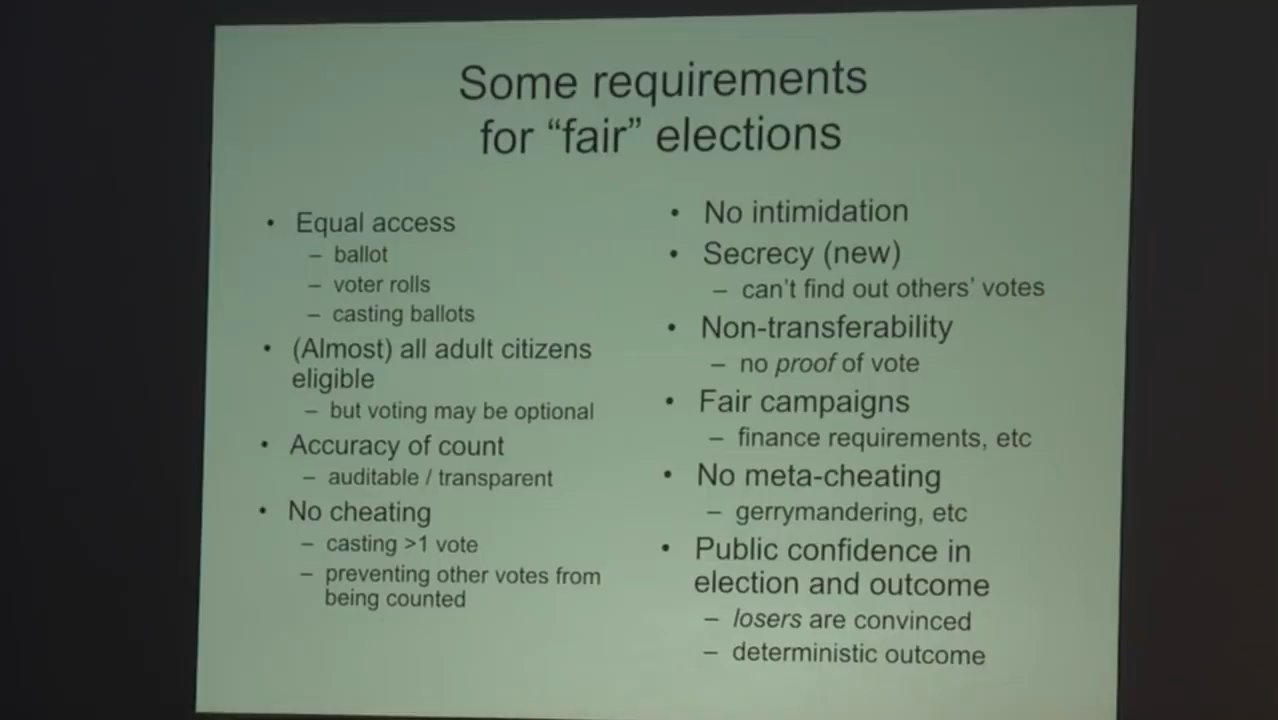 Some requirements
for “fair” elections
• Equal access
– ballot
– voter rolls
– casting ballots
• (Almost) all adult citizens
eligible
– but voting may be optional
• Accuracy of count
– auditable / transparent
• No cheating
– casting >1 vote
– preventing other votes from
being counted
• No intimidation
• Secrecy (new)
– can’t find out others’ votes
• Non-transferability
– no proof of vote
• Fair campaigns
– finance requirements, etc
• No meta-cheating
– gerrymandering, etc
• Public confidence in
election and outcome
– losers are convinced
– deterministic outcome